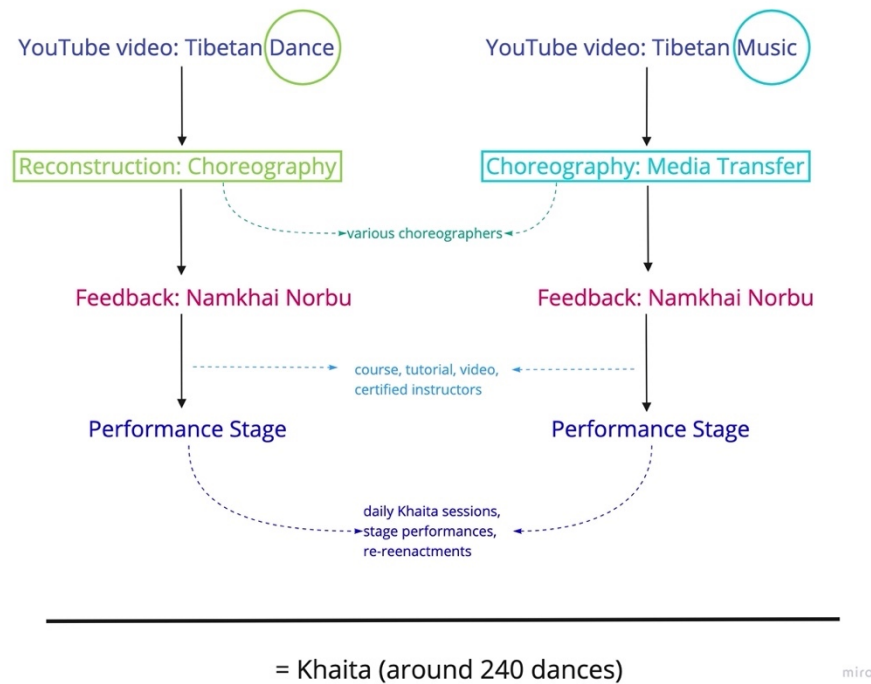 YouTube video: Tibetan Dance
YouTube video: Tibetan Music
Reconstruction: Choreography
Choreography: Media Transfer
various choreographers
Feedback: Namkhai Norbu
Feedback: Namkhai Norbu
course, tutorial, video,
certified instructors
Performance Stage
Performance Stage
daily Khaita sessions,
stage performances,
re-reenactments
= Khaita (around 240 dances)
miro